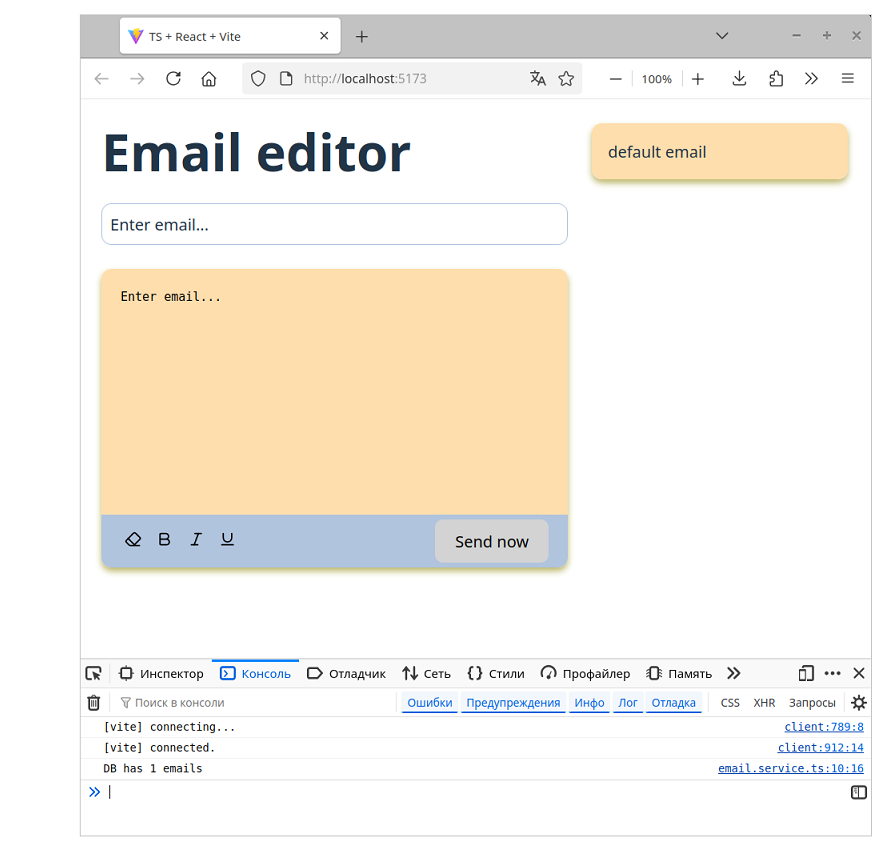 TS + React + Vite
http://localhost:5173
100%
Email editor
default email
Enter email...
Enter email...
B I U
Send now
Инспектор Консоль Отладчик Сеть Стили Профайлер Память
Поиск в консоли Ошибки Предупреждения Инфо Лог Отладка CSS XHR Запросы
[vite] connecting... client:789:8
[vite] connected. client:912:14
DB has 1 emails email.service.ts:10:16